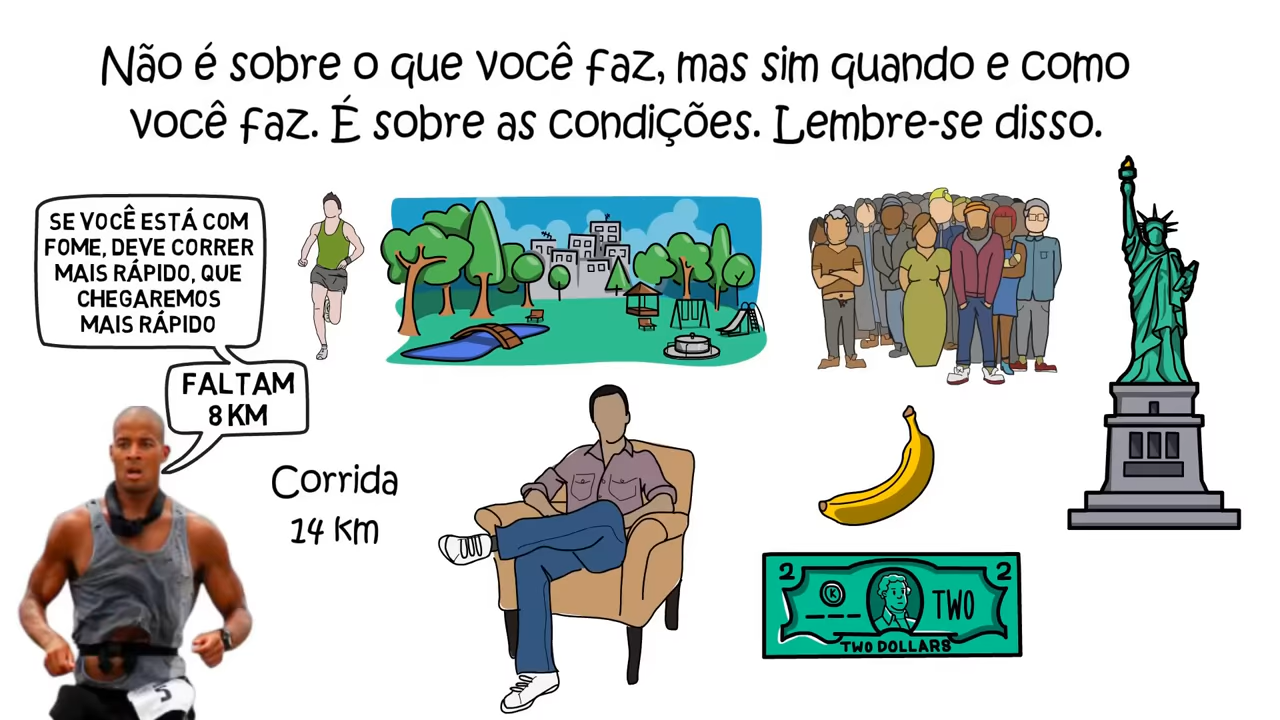 Não é sobre o que você faz, mas sim quando e como
você faz. É sobre as condições. Lembre-se disso.
SE VOCÊ ESTÁ COM
FOME, DEVE CORRER
MAIS RÁPIDO, QUE
CHEGAREMOS
MAIS RÁPIDO
FALTAM
8 KM
Corrida
14 km
2
2
K
TWO
TWO DOLLARS
5